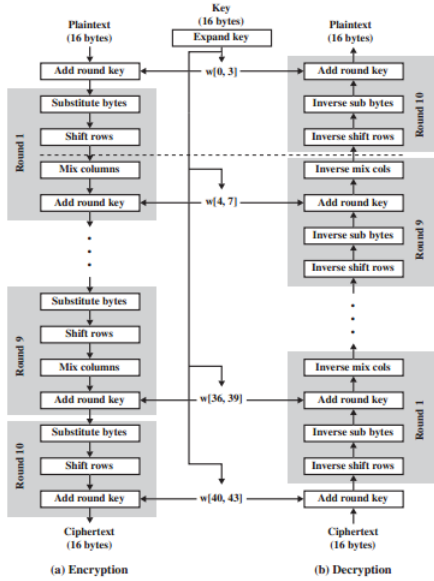 Key
(16 bytes)
Expand key
Plaintext
(16 bytes)
Add round key
Round 1
Substitute bytes
Shift rows
Mix columns
Add round key
Round 9
Substitute bytes
Shift rows
Mix columns
Add round key
Round 10
Substitute bytes
Shift rows
Add round key
Ciphertext
(16 bytes)
(a) Encryption
w[0, 3]
w[4, 7]
w[36, 39]
w[40, 43]
Plaintext
(16 bytes)
Add round key
Inverse sub bytes
Inverse shift rows
Round 10
Inverse mix cols
Add round key
Inverse sub bytes
Inverse shift rows
Round 9
Inverse mix cols
Add round key
Inverse sub bytes
Inverse shift rows
Round 1
Add round key
Ciphertext
(16 bytes)
(b) Decryption